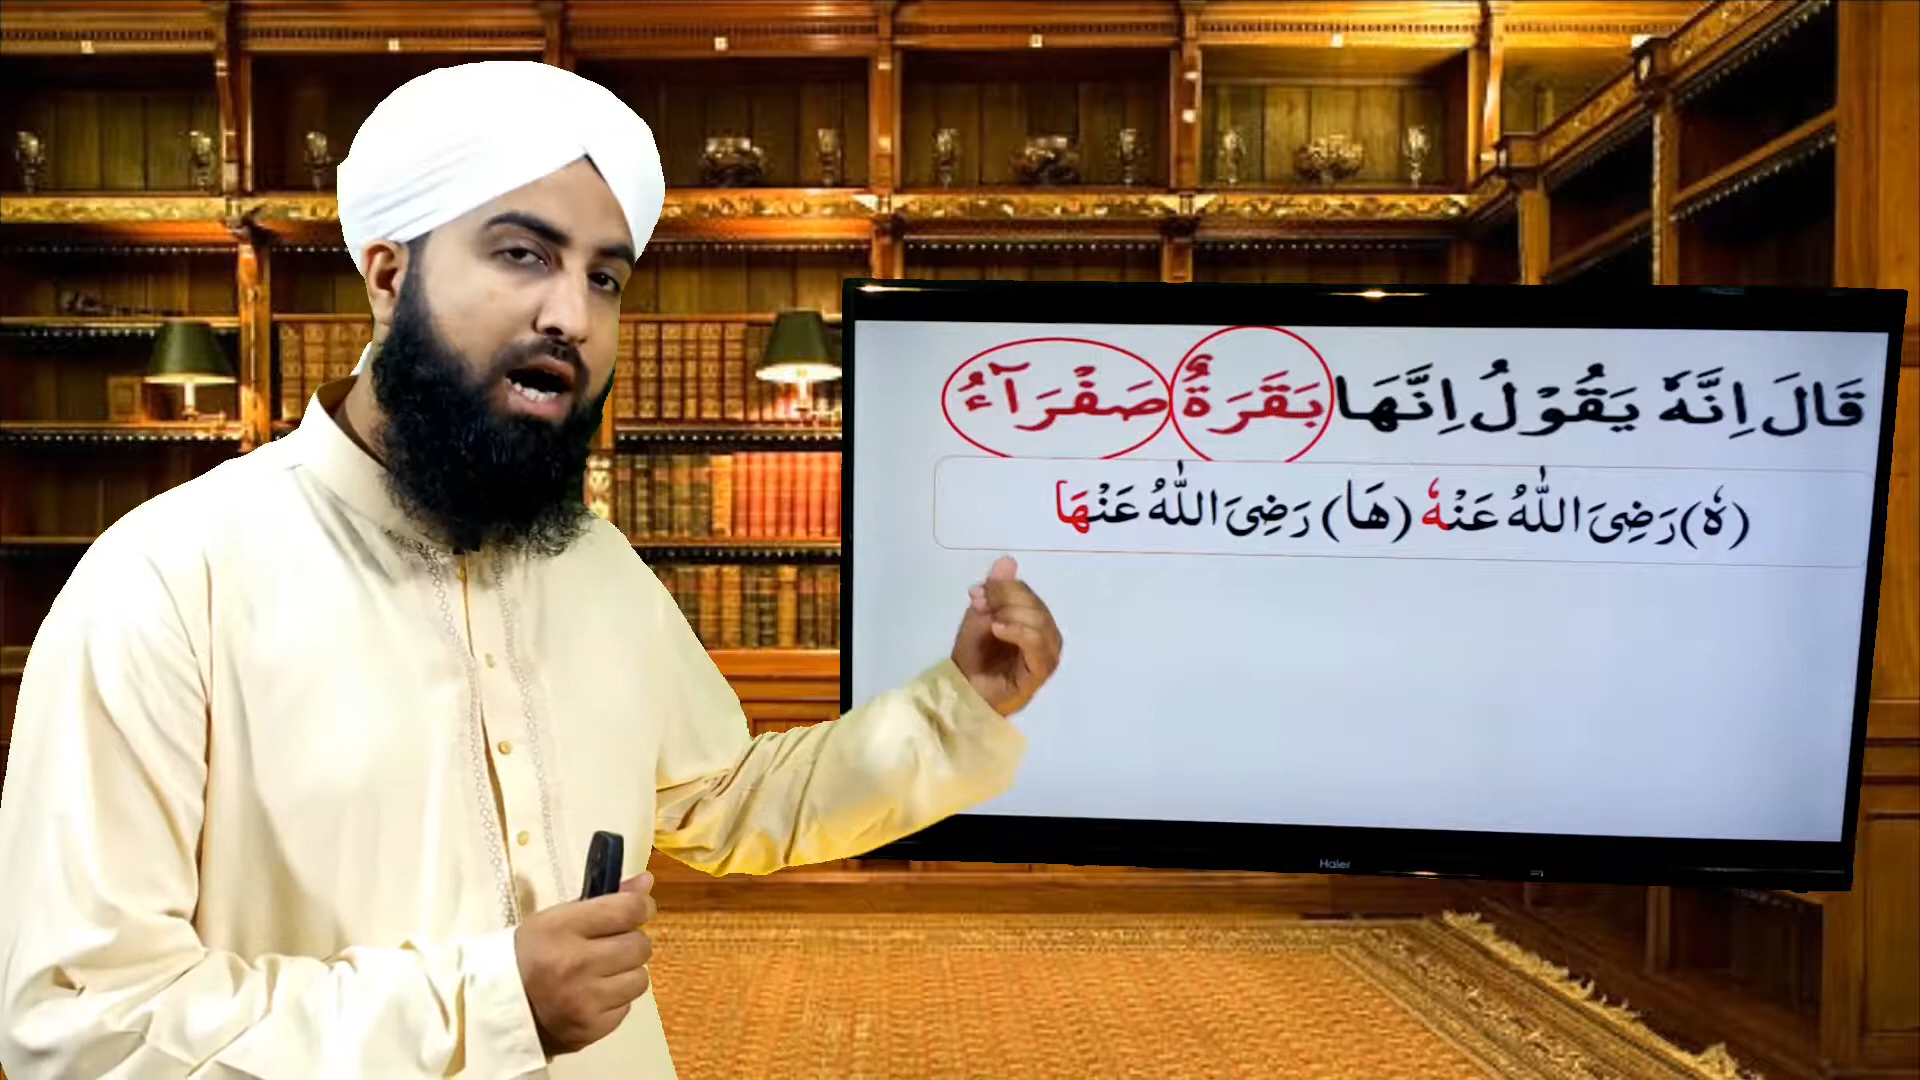 قَالَ اِنَّهٗ یَقُوْلُ اِنَّهَا بَقَرَةٌ صَفْرَآءُ
(هٗ) رَضِیَ اللّٰهُ عَنْهٗ (هَا) رَضِیَ اللّٰهُ عَنْهَا
Haier